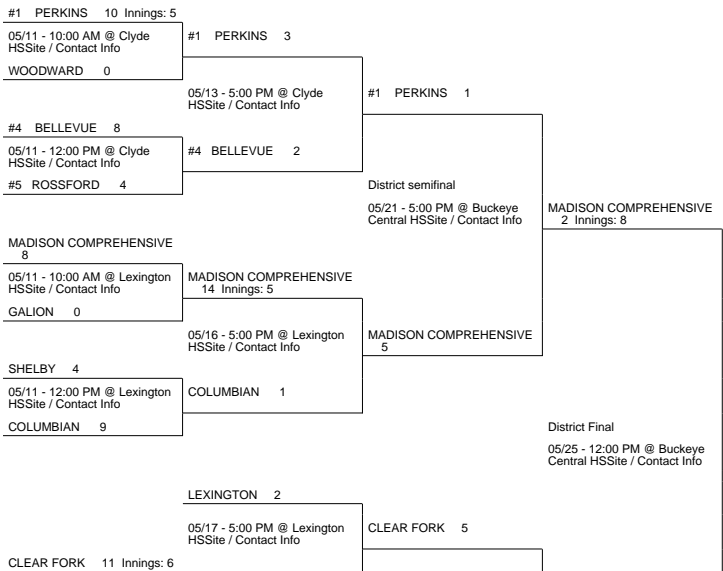 #1 PERKINS 10 Innings: 5
05/11 - 10:00 AM @ Clyde
HSSite / Contact Info
WOODWARD 0
#1 PERKINS 3
05/13 - 5:00 PM @ Clyde
HSSite / Contact Info
#4 BELLEVUE 8
05/11 - 12:00 PM @ Clyde
HSSite / Contact Info
#5 ROSSFORD 4
#4 BELLEVUE 2
#1 PERKINS 1
District semifinal
05/21 - 5:00 PM @ Buckeye
Central HSSite / Contact Info
MADISON COMPREHENSIVE
8
05/11 - 10:00 AM @ Lexington
HSSite / Contact Info
GALION 0
MADISON COMPREHENSIVE
14 Innings: 5
05/16 - 5:00 PM @ Lexington
HSSite / Contact Info
SHELBY 4
05/11 - 12:00 PM @ Lexington
HSSite / Contact Info
COLUMBIAN 9
COLUMBIAN 1
MADISON COMPREHENSIVE
5
MADISON COMPREHENSIVE
2 Innings: 8
District Final
05/25 - 12:00 PM @ Buckeye
Central HSSite / Contact Info
LEXINGTON 2
05/17 - 5:00 PM @ Lexington
HSSite / Contact Info
CLEAR FORK 5
CLEAR FORK 11 Innings: 6